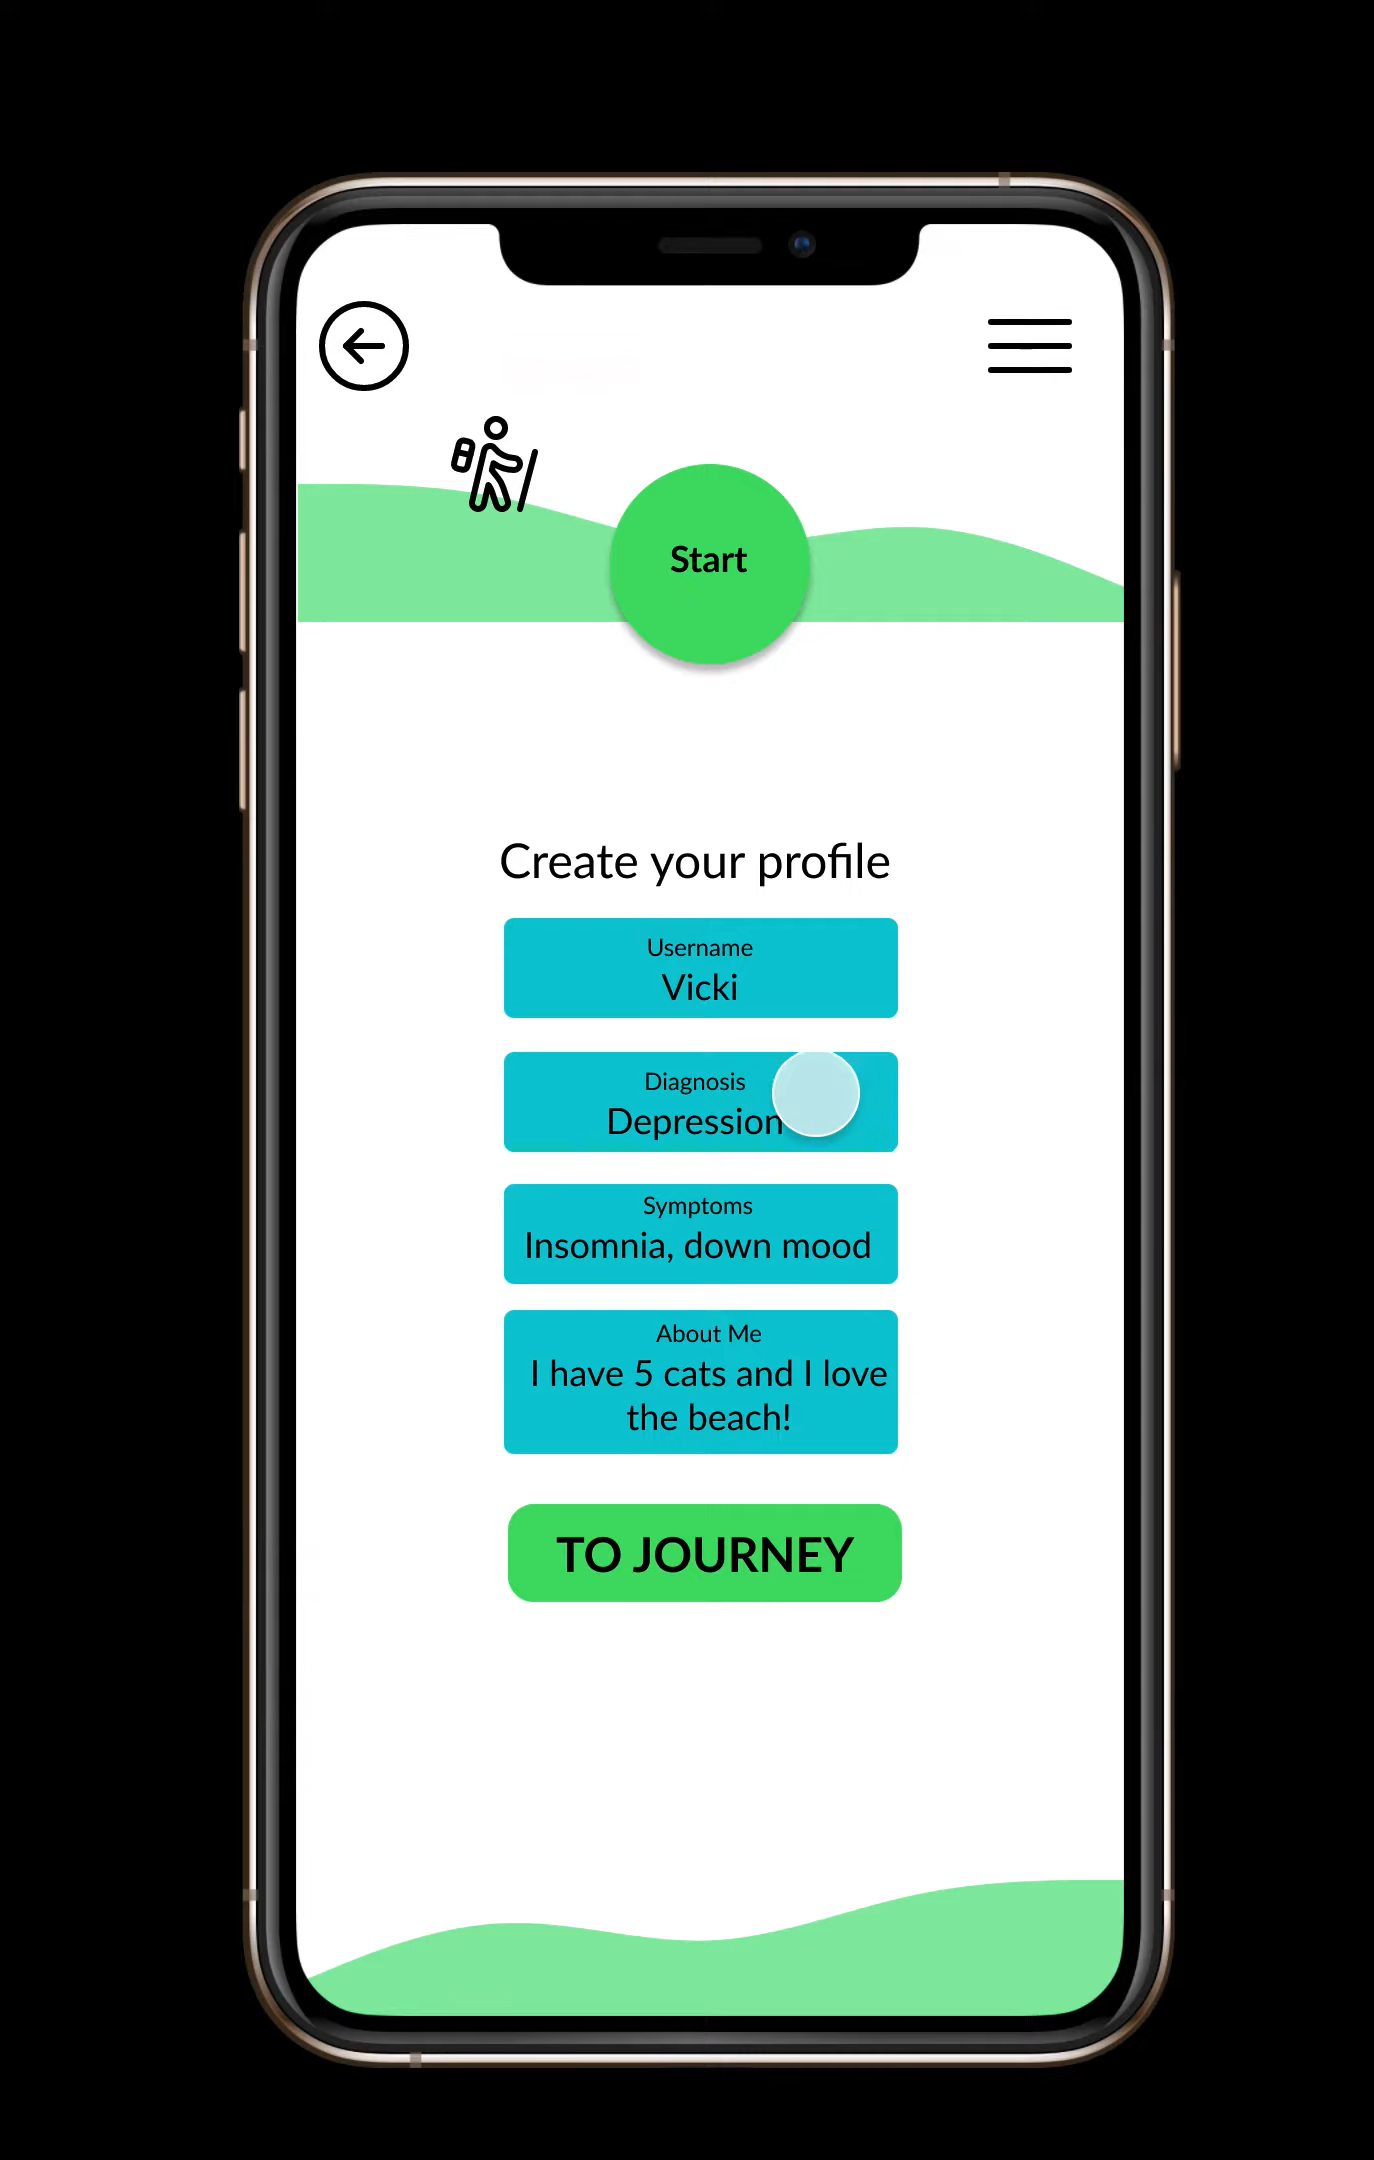 Start
Create your profile
Username
Vicki
Diagnosis
Depression
Symptoms
Insomnia, down mood
About Me
I have 5 cats and I love
the beach!
TO JOURNEY